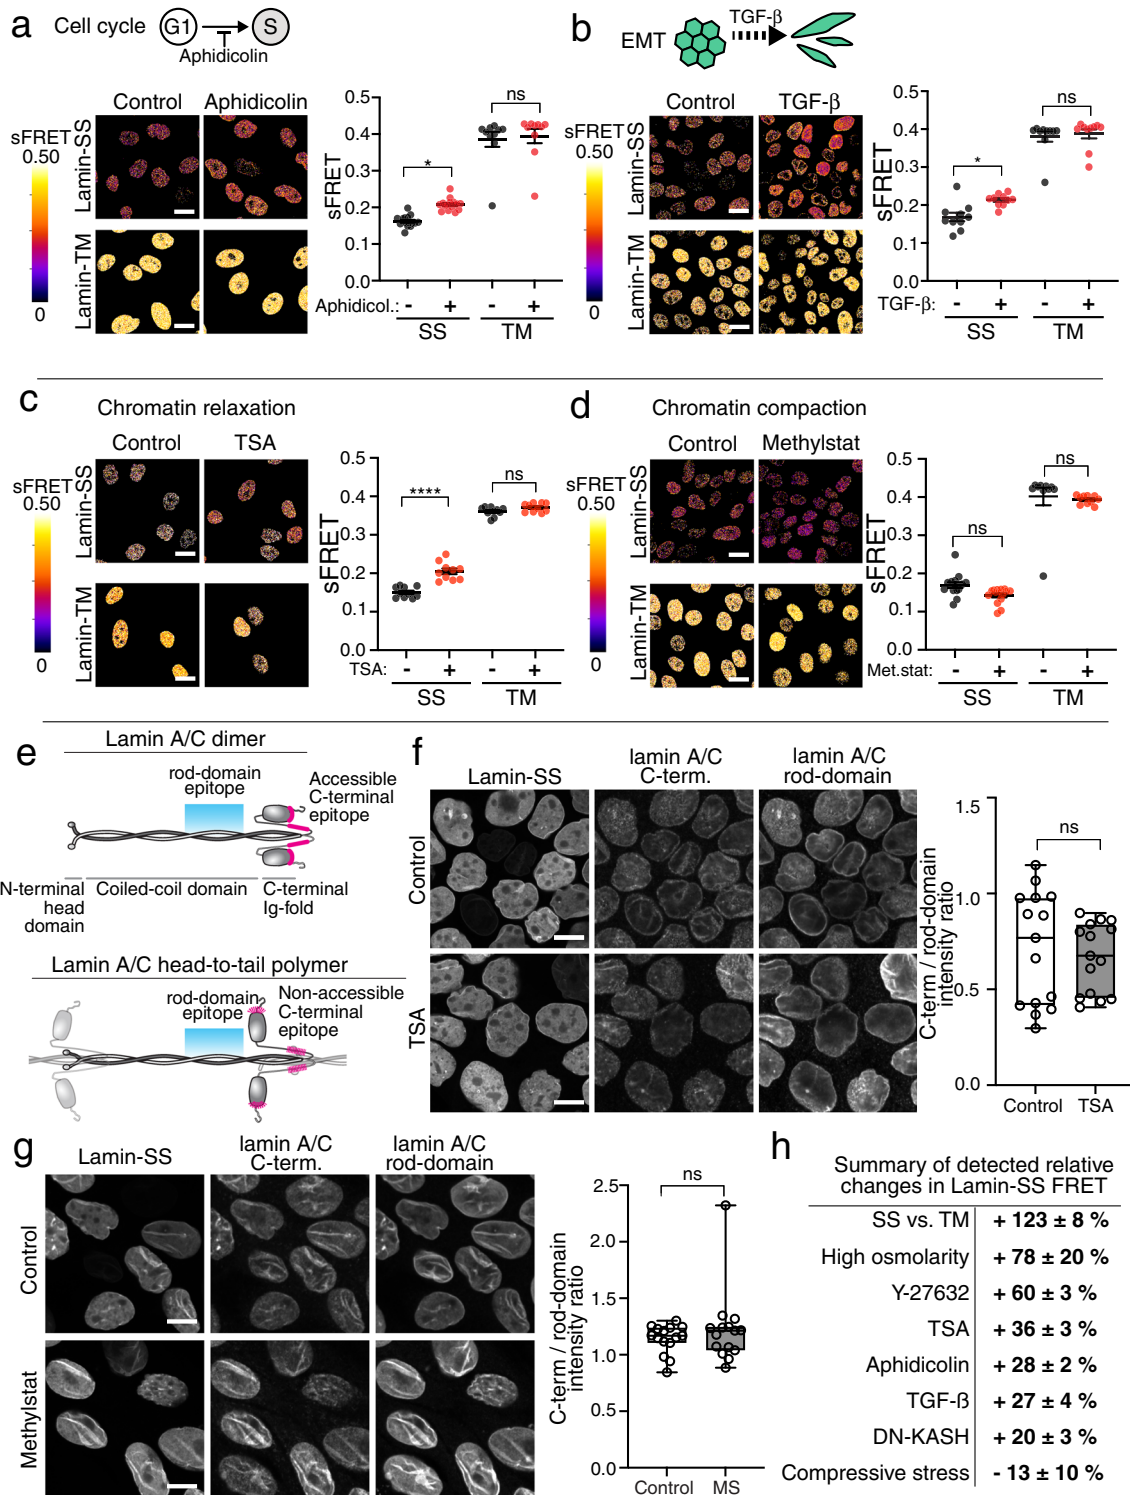 a
Cell cycle
G1
S
Aphidicolin
Control
Aphidicolin
sFRET
0.50
0
Lamin-SS
Lamin-TM
sFRET
0.5
0.4
0.3
0.2
0.1
0.0
*
ns
Aphidicol.:
-
+
-
+
SS
TM
b
EMT
TGF-β
Control
TGF-β
sFRET
0.50
0
Lamin-SS
Lamin-TM
sFRET
0.5
0.4
0.3
0.2
0.1
0.0
*
ns
TGF-β:
-
+
-
+
SS
TM
c
Chromatin relaxation
Control
TSA
sFRET
0.50
0
Lamin-SS
Lamin-TM
sFRET
0.5
0.4
0.3
0.2
0.1
0.0
****
ns
TSA:
-
+
-
+
SS
TM
d
Chromatin compaction
Control
Methylstat
sFRET
0.50
0
Lamin-SS
Lamin-TM
sFRET
0.5
0.4
0.3
0.2
0.1
0.0
ns
ns
Met.stat:
-
+
-
+
SS
TM
e
Lamin A/C dimer
rod-domain
epitope
Accessible
C-terminal
epitope
N-terminal
head
domain
Coiled-coil domain
C-terminal
Ig-fold
Lamin A/C head-to-tail polymer
rod-domain
epitope
Non-accessible
C-terminal
epitope
f
Lamin-SS
lamin A/C
C-term.
lamin A/C
rod-domain
Control
TSA
C-term / rod-domain
intensity ratio
1.5
1.0
0.5
0.0
ns
Control
TSA
g
Lamin-SS
lamin A/C
C-term.
lamin A/C
rod-domain
Control
Methylstat
C-term / rod-domain
intensity ratio
2.5
2.0
1.5
1.0
0.5
0.0
ns
Control
MS
h
Summary of detected relative
changes in Lamin-SS FRET
SS vs. TM + 123 ± 8 %
High osmolarity + 78 ± 20 %
Y-27632 + 60 ± 3 %
TSA + 36 ± 3 %
Aphidicolin + 28 ± 2 %
TGF-ß + 27 ± 4 %
DN-KASH + 20 ± 3 %
Compressive stress - 13 ± 10 %